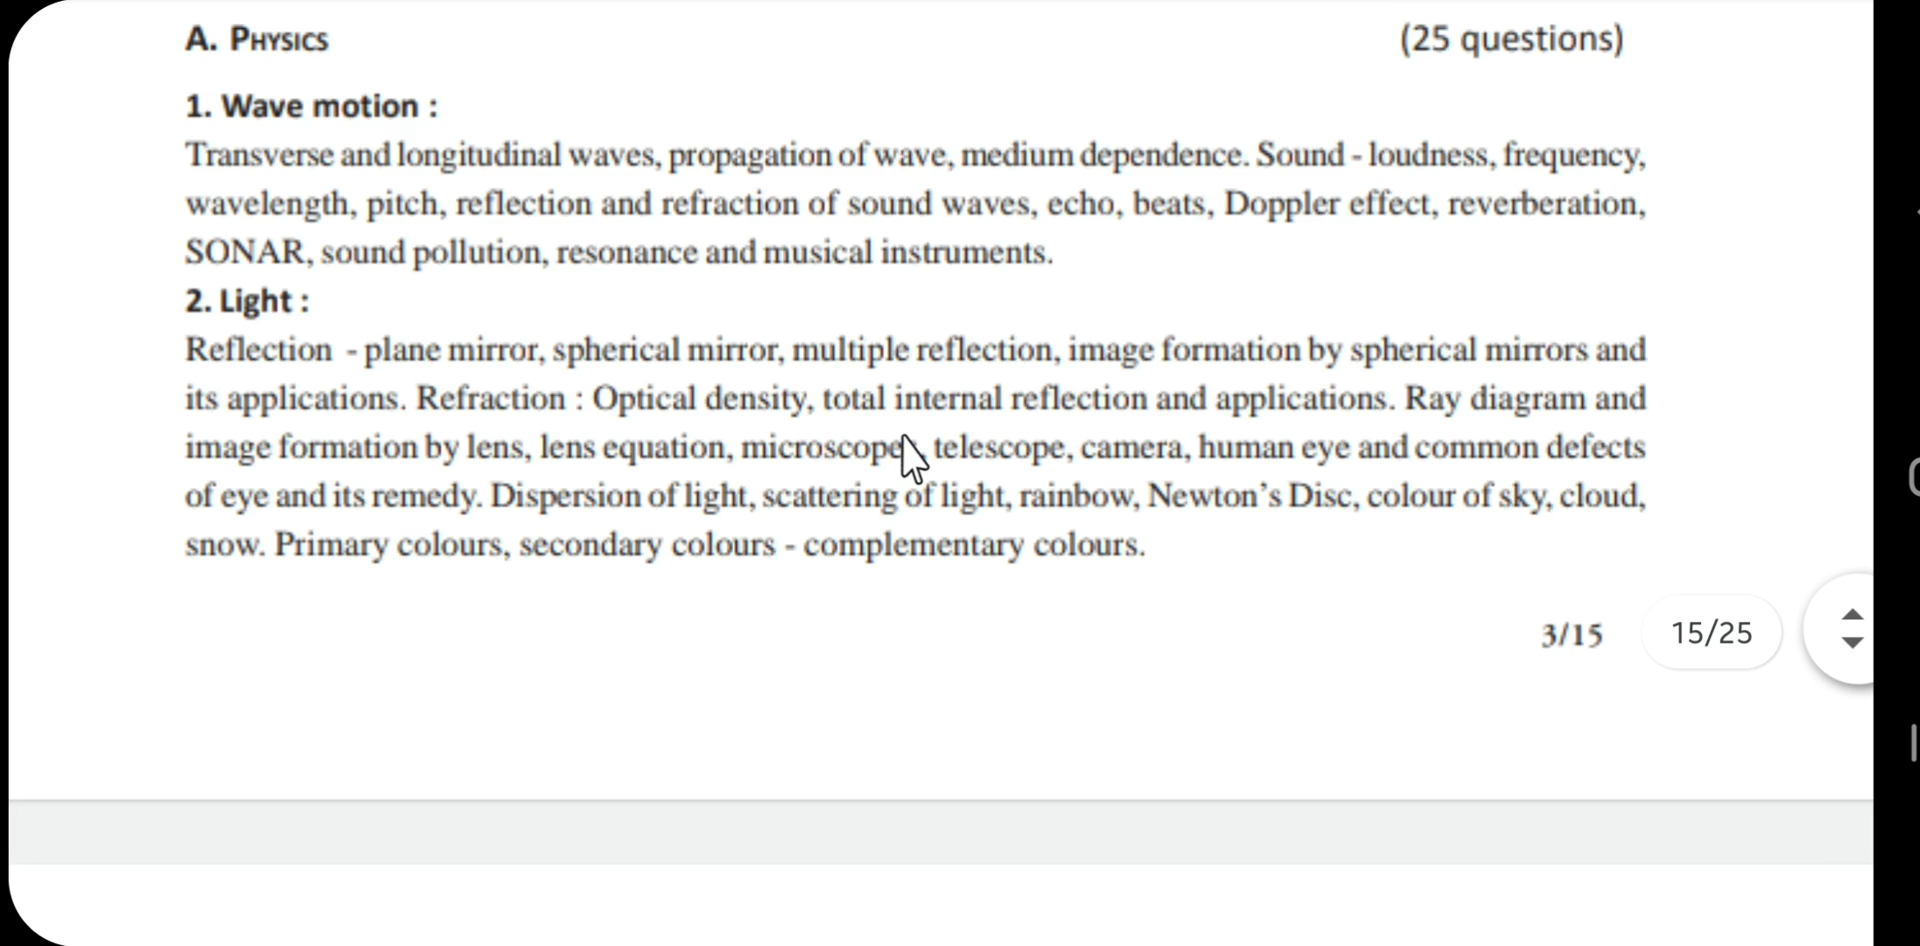 A. PHYSICS (25 questions)
1. Wave motion :
Transverse and longitudinal waves, propagation of wave, medium dependence. Sound - loudness, frequency,
wavelength, pitch, reflection and refraction of sound waves, echo, beats, Doppler effect, reverberation,
SONAR, sound pollution, resonance and musical instruments.
2. Light :
Reflection - plane mirror, spherical mirror, multiple reflection, image formation by spherical mirrors and
its applications. Refraction : Optical density, total internal reflection and applications. Ray diagram and
image formation by lens, lens equation, microscope, telescope, camera, human eye and common defects
of eye and its remedy. Dispersion of light, scattering of light, rainbow, Newton's Disc, colour of sky, cloud,
snow. Primary colours, secondary colours - complementary colours.
3/15 15/25